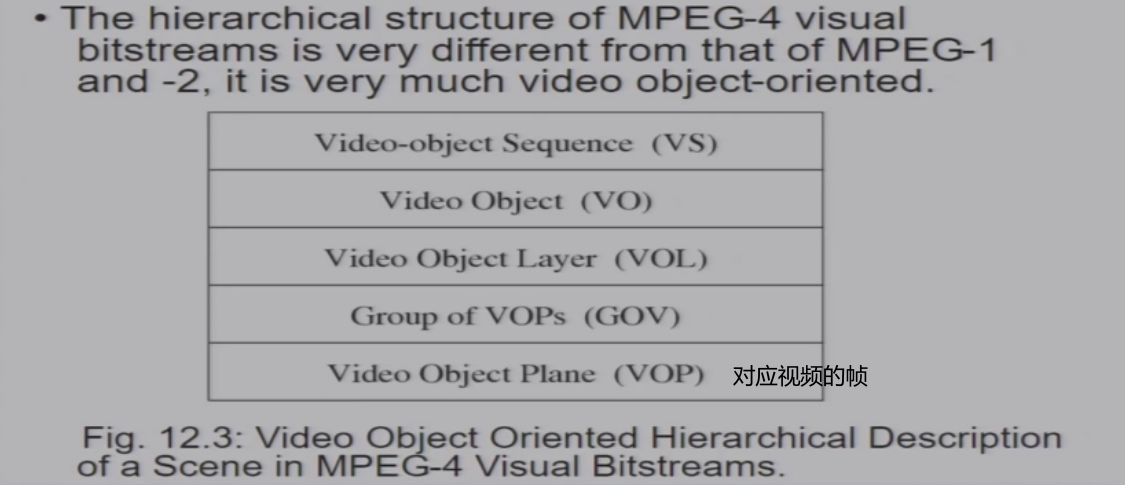 • The hierarchical structure of MPEG-4 visual
bitstreams is very different from that of MPEG-1
and -2, it is very much video object-oriented.
Video-object Sequence (VS)
Video Object (VO)
Video Object Layer (VOL)
Group of VOPs (GOV)
Video Object Plane (VOP) 对应视频的帧
Fig. 12.3: Video Object Oriented Hierarchical Description
of a Scene in MPEG-4 Visual Bitstreams.